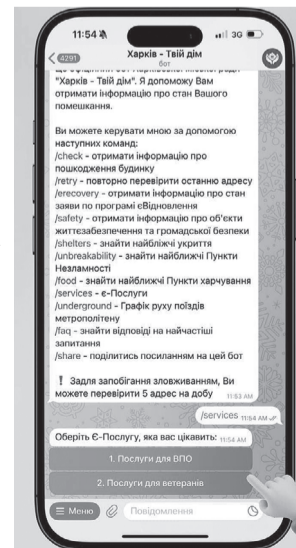 11:54
3G
4291
Харків - Твій дім
бот
"Харків - Твій дім". Я допоможу Вам
отримати інформацію про стан Вашого
помешкання.
Ви можете керувати мною за допомогою
наступних команд:
/check - отримати інформацію про
пошкодження будинку
/retry - повторно перевірити останню адресу
/erecovery - отримати інформацію про стан
заяви по програмі єВідновлення
/safety - отримати інформацію про об'єкти
життєзабезпечення та громадської безпеки
/shelters - знайти найближчі укриття
/unbreakability - знайти найближчі Пункти
Незламності
/food - знайти найближчі Пункти харчування
/services - е-Послуги
/underground - Графік руху поїздів
метрополітену
/faq - знайти відповіді на найчастіші
запитання
/share - поділитись посиланням на цей бот
! Задля запобігання зловживанням, Ви
можете перевірити 5 адрес на добу
11:53 AM
/services 11:54 AM
Оберіть Є-Послугу, яка вас цікавить: 11:54 AM
1. Послуги для ВПО
2. Послуги для ветеранів
Меню
Повідомлення